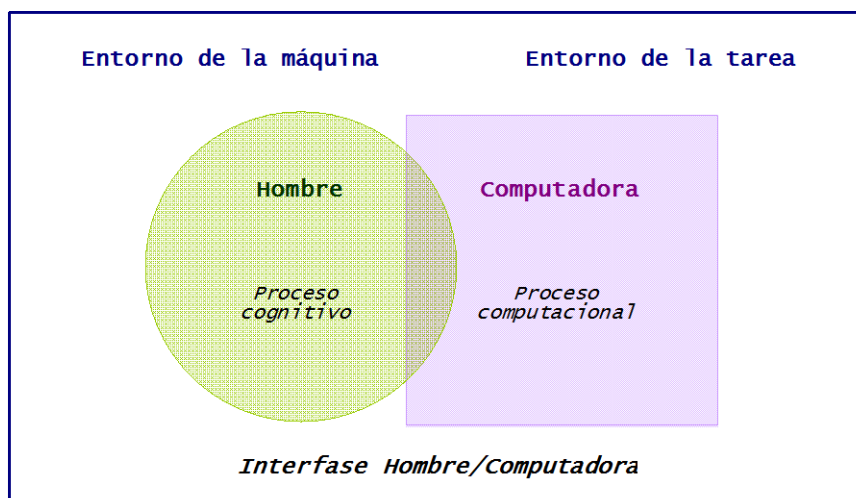 Entorno de la máquina
Entorno de la tarea
Hombre
Computadora
Proceso
cognitivo
Proceso
computacional
Interfase Hombre/Computadora